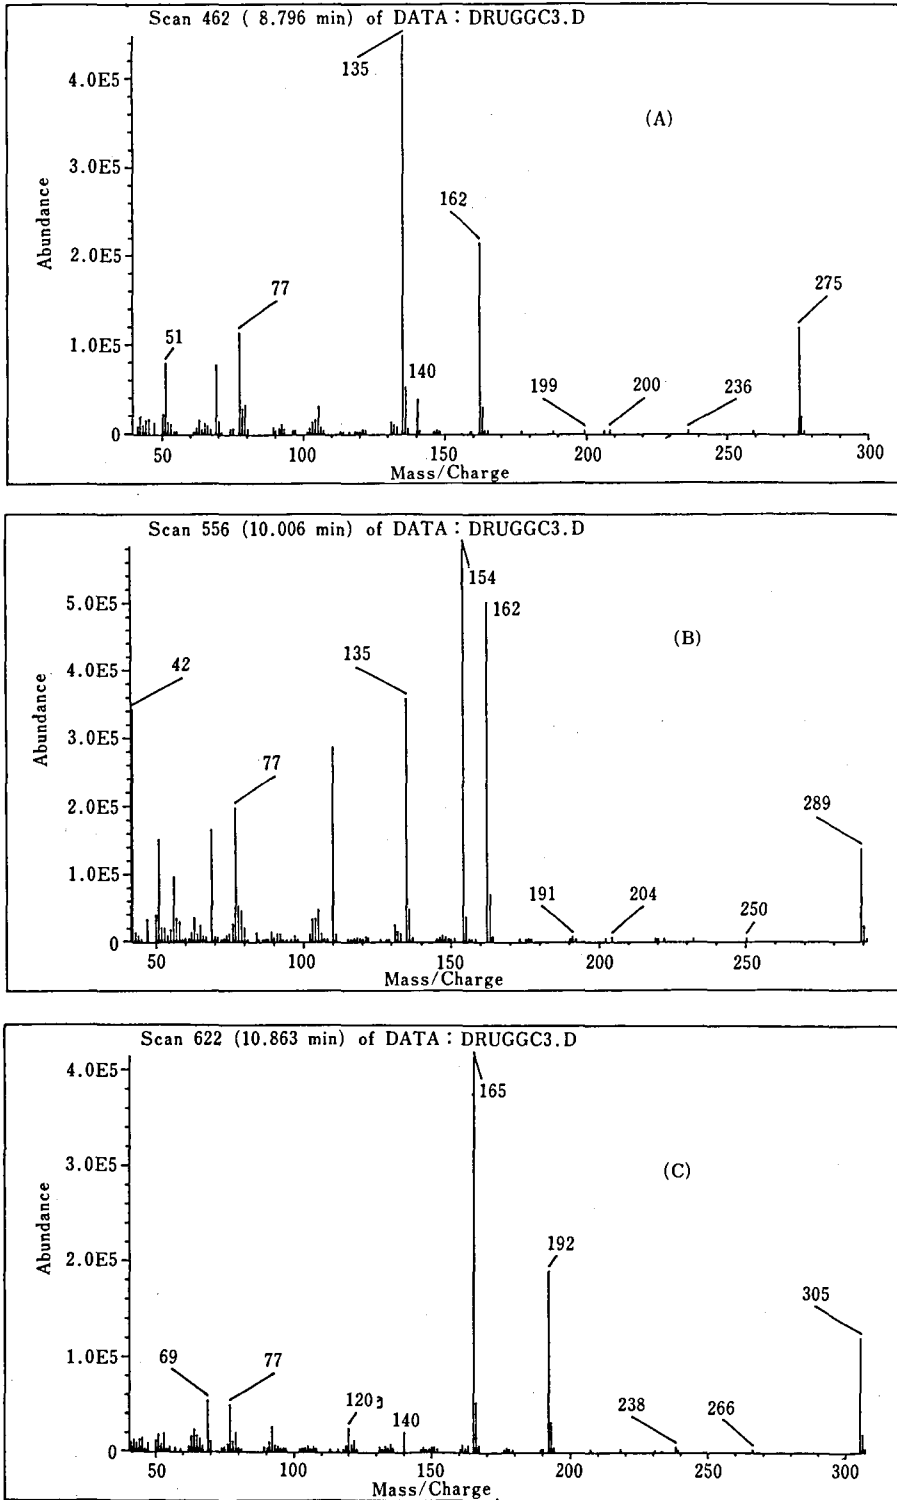 Scan 462 ( 8.796 min) of DATA : DRUGGC3.D
4.0E5
3.0E5
2.0E5
1.0E5
0
Abundance
135
(A)
162
275
77
51
140
199
200
236
50
100
150
200
250
300
Mass/Charge
Scan 556 (10.006 min) of DATA : DRUGGC3.D
5.0E5
4.0E5
3.0E5
2.0E5
1.0E5
0
Abundance
154
162
(B)
42
135
77
289
191
204
250
50
100
150
200
250
Mass/Charge
Scan 622 (10.863 min) of DATA : DRUGGC3.D
4.0E5
3.0E5
2.0E5
1.0E5
0
Abundance
165
(C)
192
305
69
77
120
140
238
266
50
100
150
200
250
300
Mass/Charge